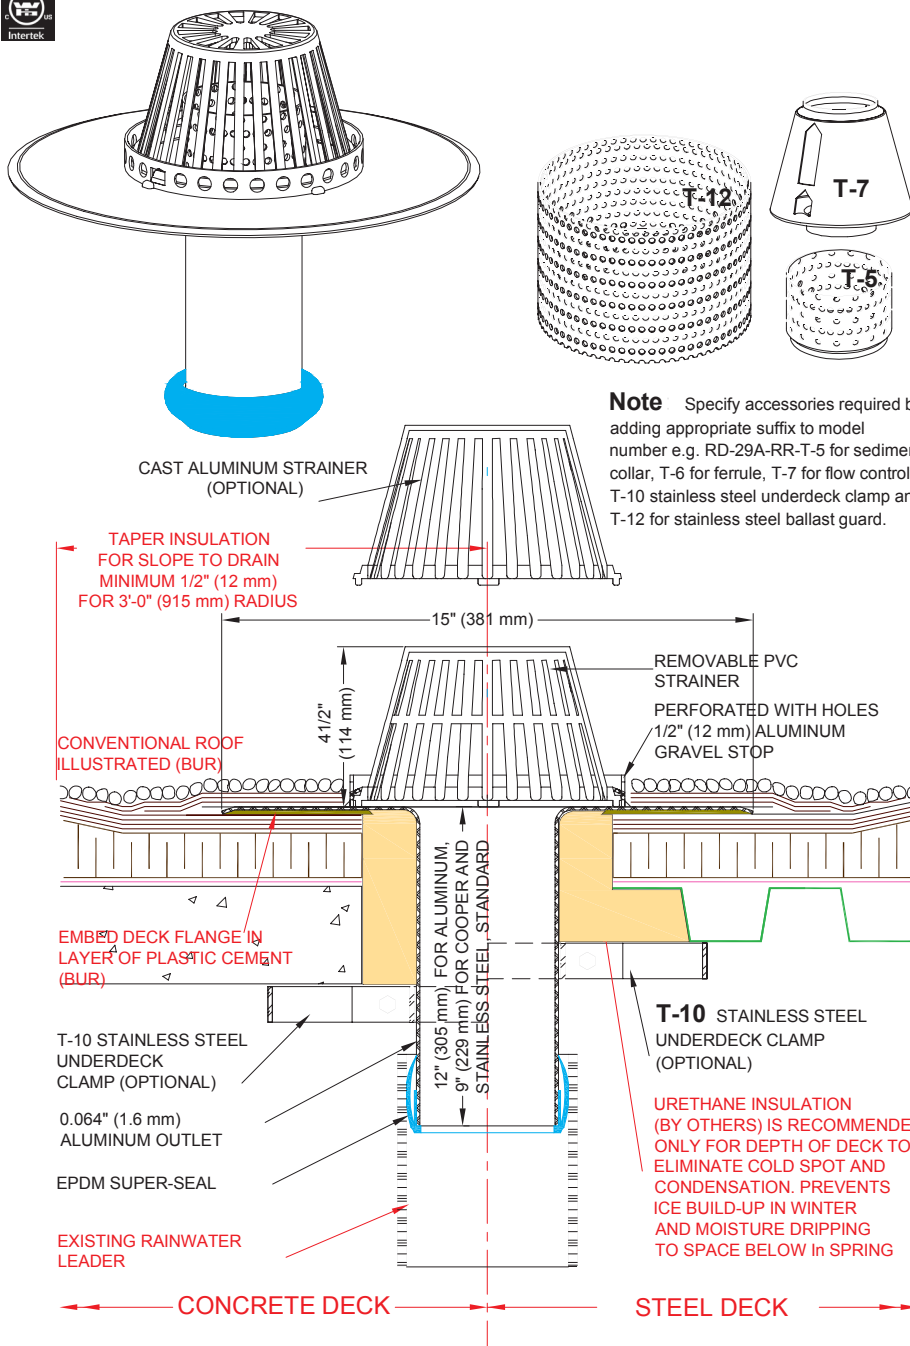 C US
Intertek
T-12
T-7
T-5
Note Specify accessories required b
adding appropriate suffix to model
number e.g. RD-29A-RR-T-5 for sedimen
collar, T-6 for ferrule, T-7 for flow control
T-10 stainless steel underdeck clamp an
T-12 for stainless steel ballast guard.
CAST ALUMINUM STRAINER
(OPTIONAL)
TAPER INSULATION
FOR SLOPE TO DRAIN
MINIMUM 1/2" (12 mm)
FOR 3'-0" (915 mm) RADIUS
15" (381 mm)
41/2"
(114 mm)
REMOVABLE PVC
STRAINER
PERFORATED WITH HOLES
1/2" (12 mm) ALUMINUM
GRAVEL STOP
CONVENTIONAL ROOF
ILLUSTRATED (BUR)
12" (305 mm) FOR ALUMINUM,
9" (229 mm) FOR COOPER AND
STAINLESS STEEL, STANDARD
EMBED DECK FLANGE IN
LAYER OF PLASTIC CEMENT
(BUR)
T-10 STAINLESS STEEL
UNDERDECK
CLAMP (OPTIONAL)
T-10 STAINLESS STEEL
UNDERDECK CLAMP
(OPTIONAL)
0.064" (1.6 mm)
ALUMINUM OUTLET
EPDM SUPER-SEAL
EXISTING RAINWATER
LEADER
URETHANE INSULATION
(BY OTHERS) IS RECOMMENDE
ONLY FOR DEPTH OF DECK TO
ELIMINATE COLD SPOT AND
CONDENSATION. PREVENTS
ICE BUILD-UP IN WINTER
AND MOISTURE DRIPPING
TO SPACE BELOW In SPRING
CONCRETE DECK
STEEL DECK